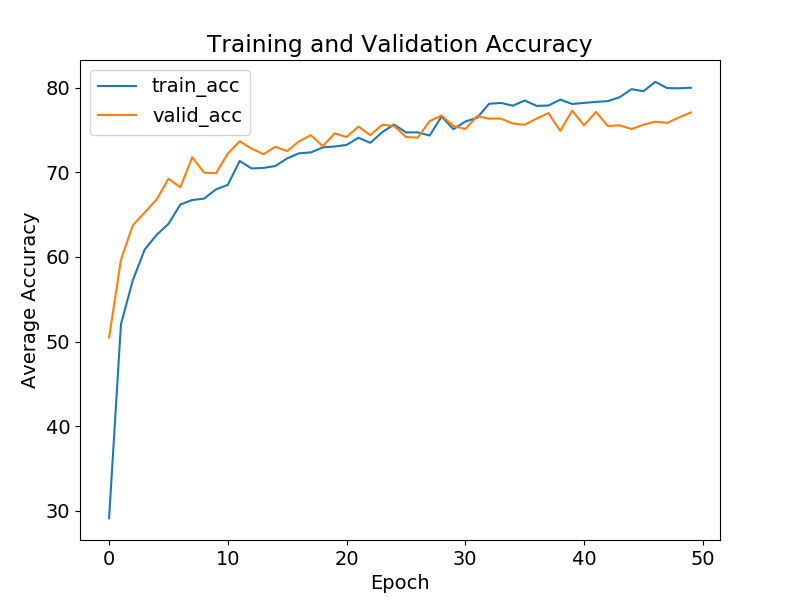 Training and Validation Accuracy
train_acc
valid_acc
Average Accuracy
80
70
60
50
40
30
0 10 20 30 40 50
Epoch